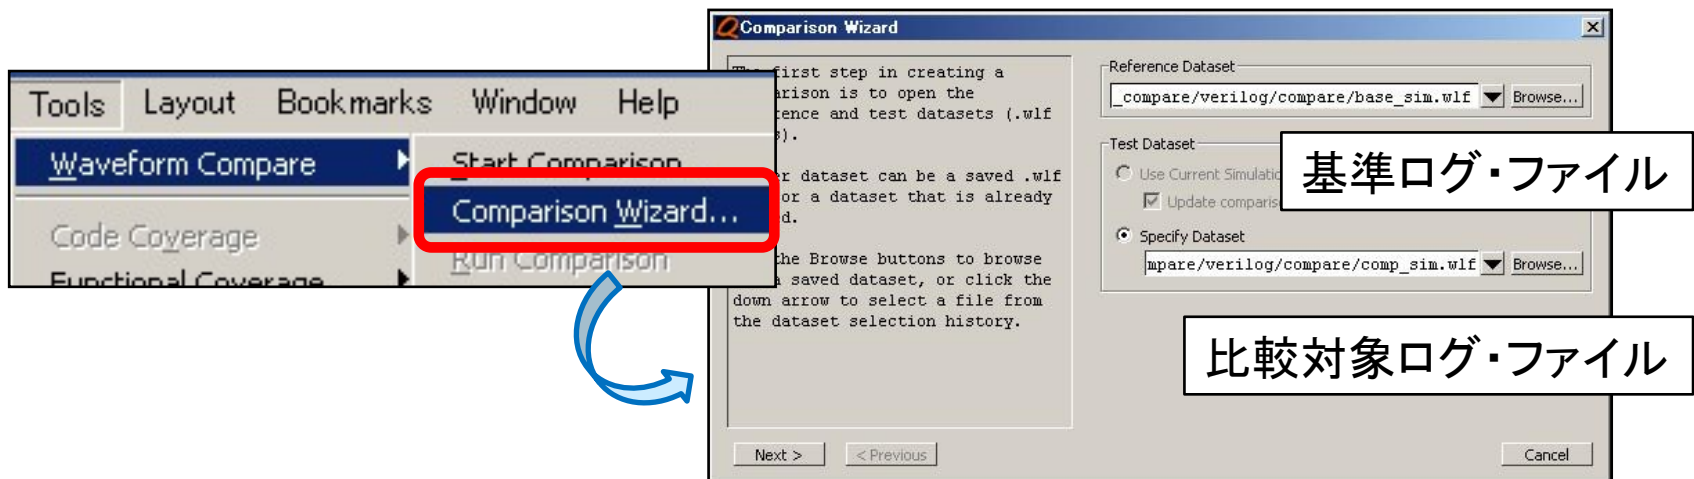 Tools Layout Bookmarks Window Help
Waveform Compare
Code Coverage
Functional Coverage
Start Comparison
Comparison Wizard...
Run Comparison
Comparison Wizard
first step in creating a
is to open the
and test datasets (.wlf
dataset can be a saved .wlf
or a dataset that is already
the Browse buttons to browse
saved dataset, or click the
down arrow to select a file from
the dataset selection history.
Reference Dataset
_compare/verilog/compare/base_sim.wlf Browse...
基準ログ・ファイル
Test Dataset
Use Current
Update
Specify Dataset
mpare/verilog/compare/comp_sim.wlf Browse...
比較対象ログ・ファイル
Next > < Previous Cancel